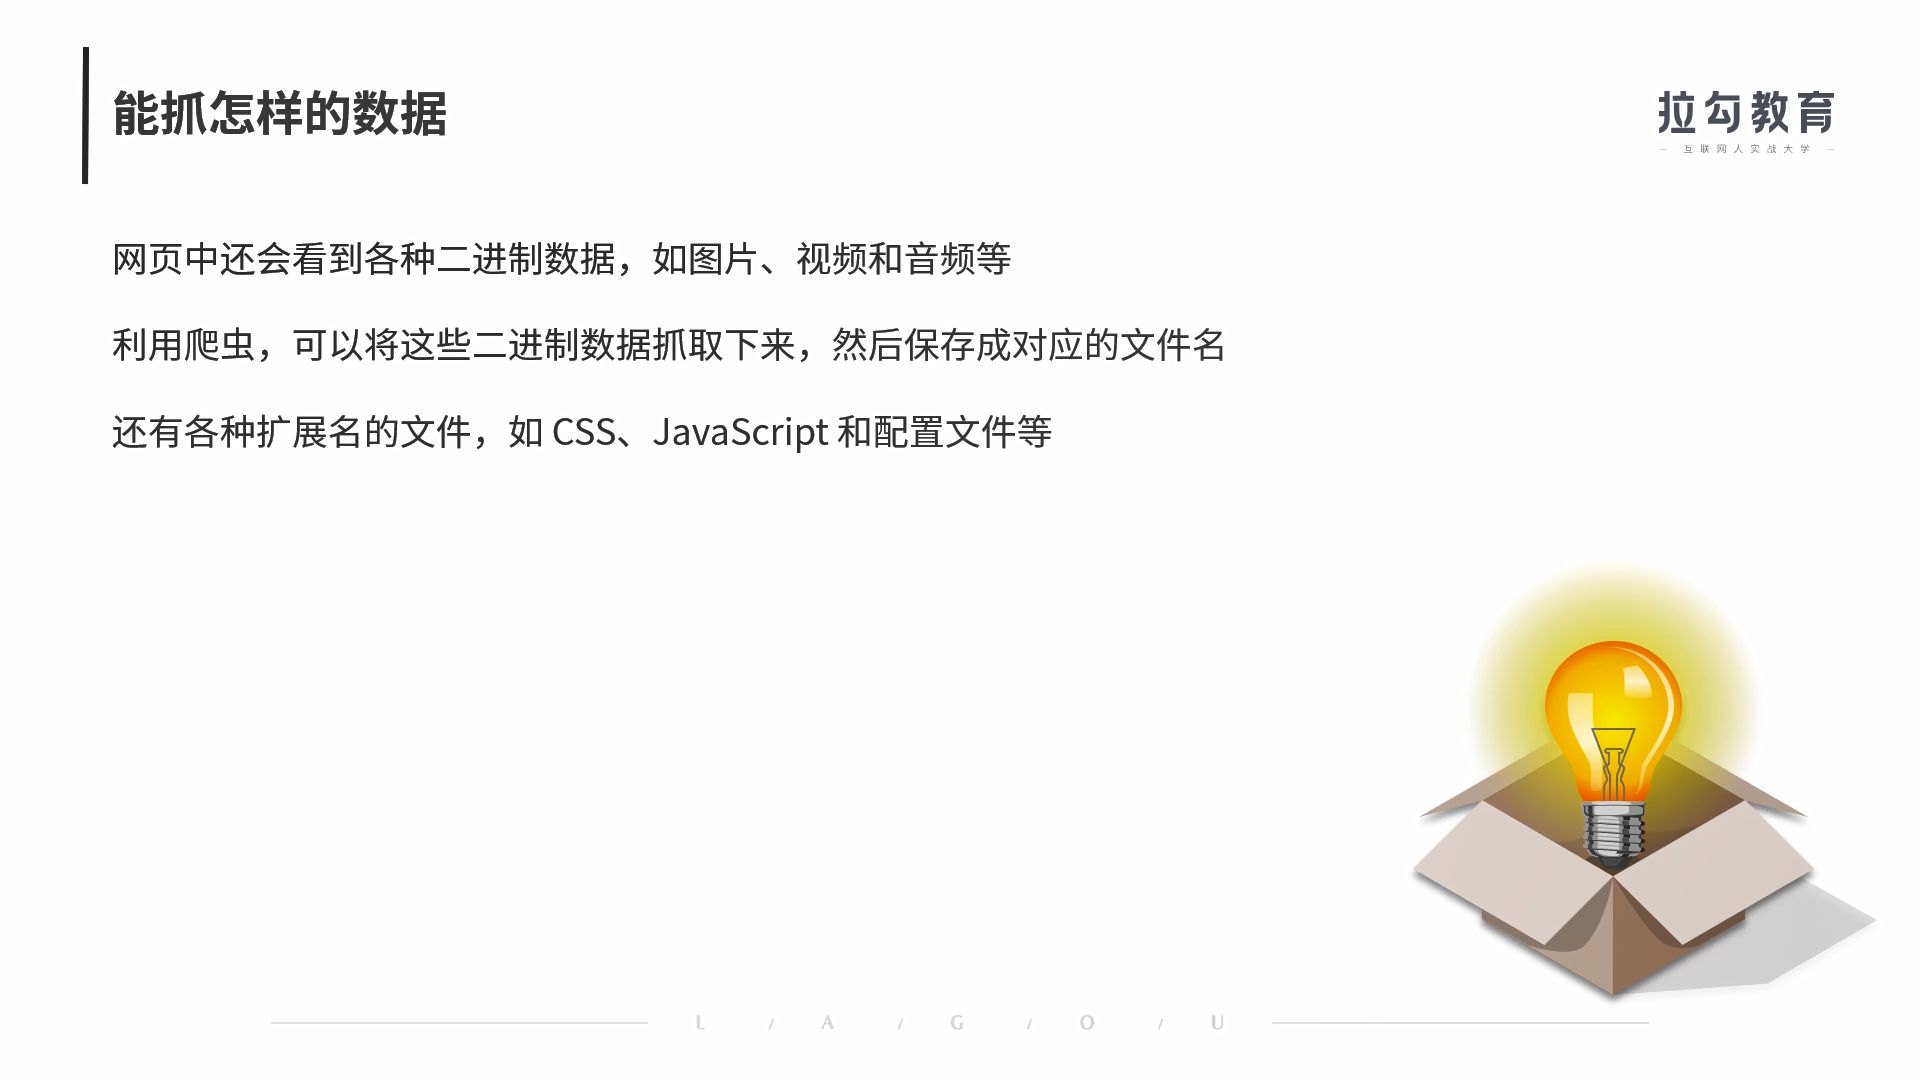 能抓怎样的数据
拉勾教育
— 互联网人实战大学 —
网页中还会看到各种二进制数据，如图片、视频和音频等
利用爬虫，可以将这些二进制数据抓取下来，然后保存成对应的文件名
还有各种扩展名的文件，如 CSS、JavaScript 和配置文件等
L / A / G / O / U